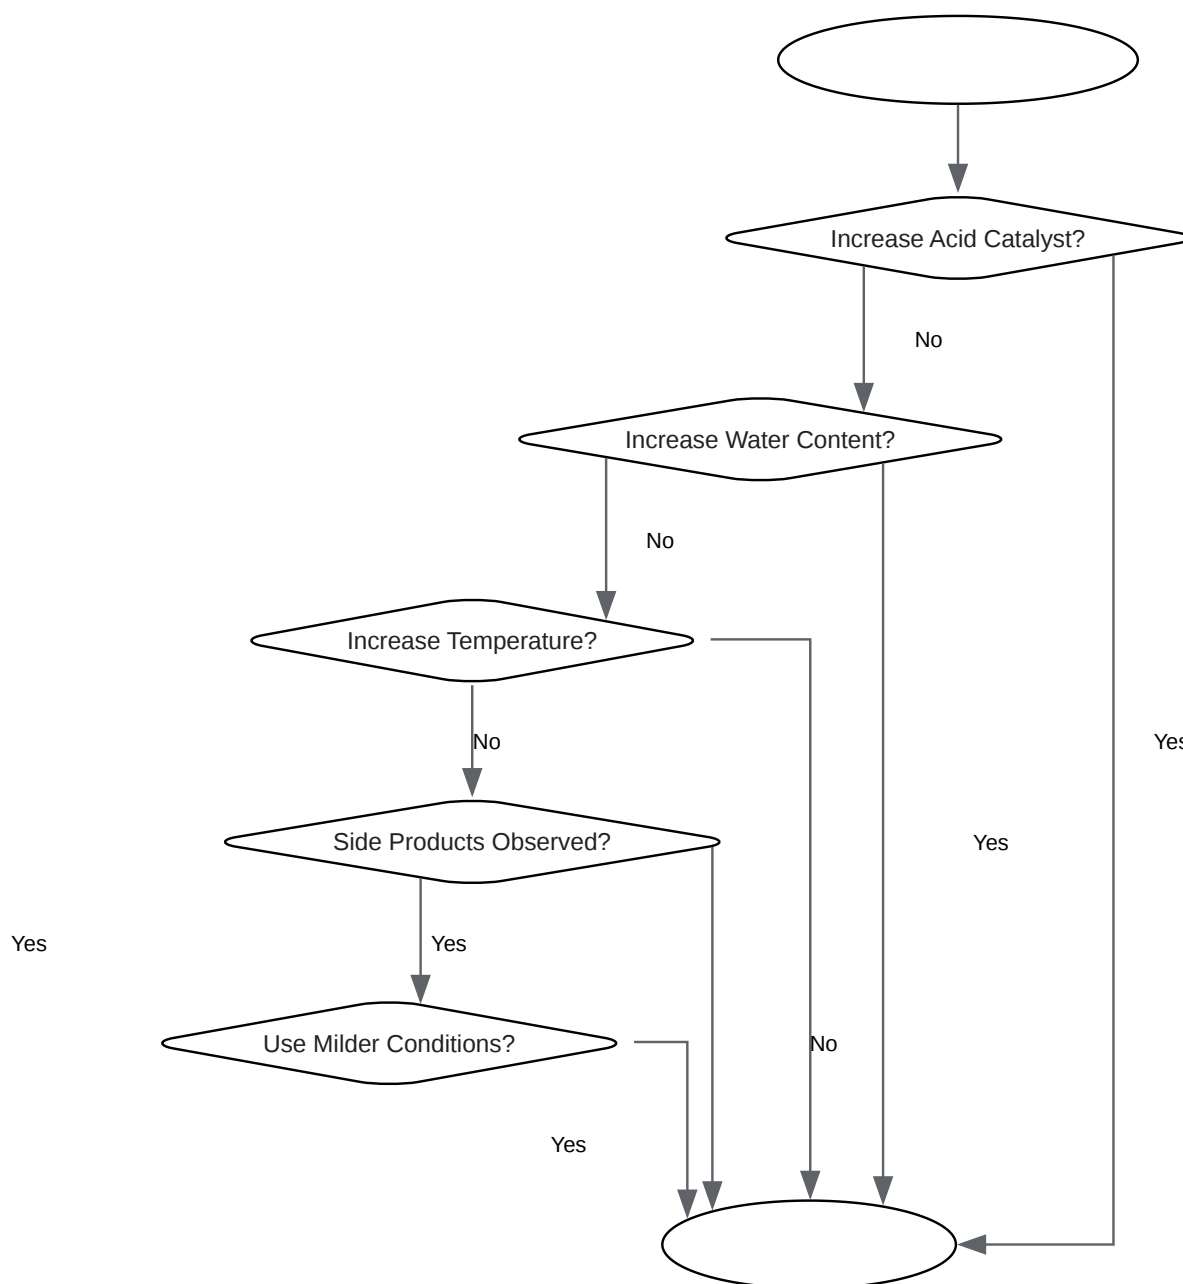 Increase Acid Catalyst?
No
Increase Water Content?
No
Increase Temperature?
No
Yes
Side Products Observed?
Yes
Yes
Yes
Use Milder Conditions?
No
Yes